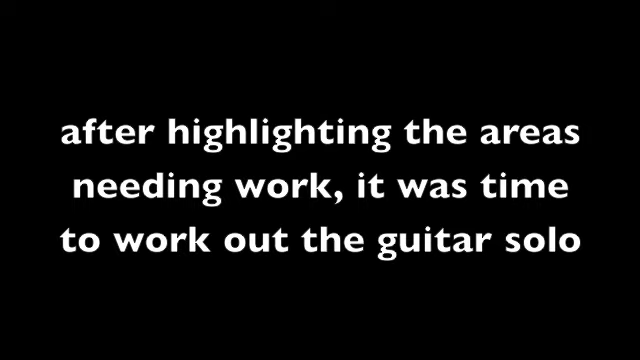 after highlighting the areas
needing work, it was time
to work out the guitar solo